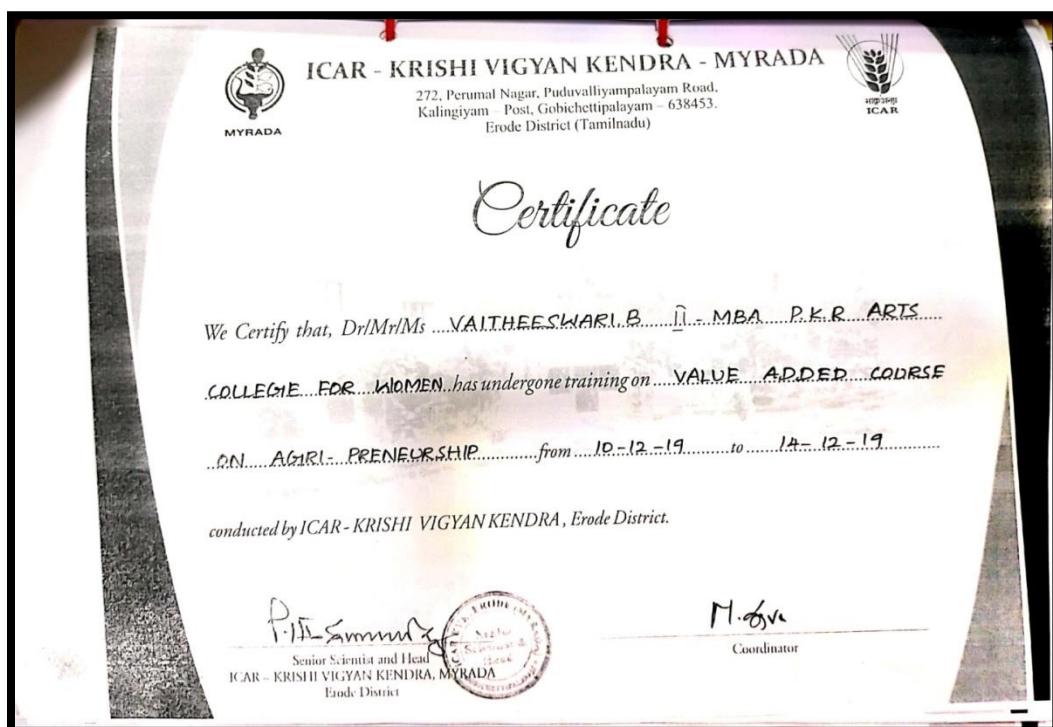 ICAR - KRISHI VIGYAN KENDRA - MYRADA
272, Perumal Nagar, Puduvalliyampalayam Road,
Kalingiyam - Post, Gobichettipalayam - 638453.
Erode District (Tamilnadu)
MYRADA
ICAR
Certificate
We Certify that, Dr/Mr/Ms VAITHEESWARI.B II - MBA P.K.R ARTS
COLLEGE FOR WOMEN has undergone training on VALUE ADDED COURSE
ON AGRI- PRENEURSHIP from 10-12-19 to 14-12-19
conducted by ICAR - KRISHI VIGYAN KENDRA, Erode District.
Senior Scientist and Head
ICAR - KRISHI VIGYAN KENDRA, MYRADA
Erode District
Coordinator